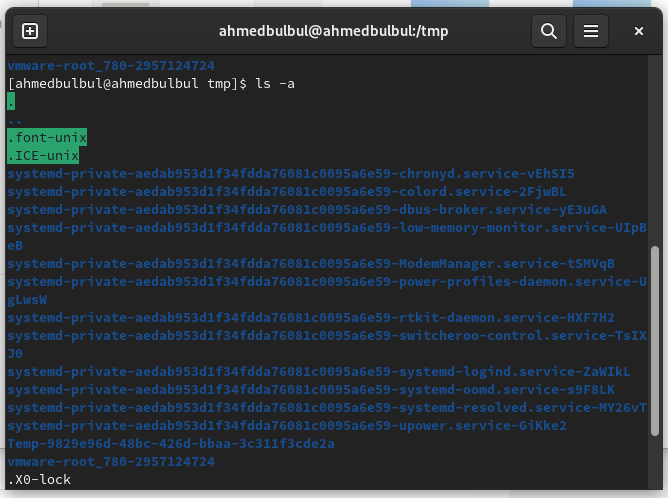 ahmedbulbul@ahmedbulbul:/tmp
vmware-root_780-2957124724
[ahmedbulbul@ahmedbulbul tmp]$ ls -a
.
..
.font-unix
.ICE-unix
systemd-private-aedab953d1f34fdda76081c0095a6e59-chronyd.service-vEhSI5
systemd-private-aedab953d1f34fdda76081c0095a6e59-colord.service-2FjwBL
systemd-private-aedab953d1f34fdda76081c0095a6e59-dbus-broker.service-yE3uGA
systemd-private-aedab953d1f34fdda76081c0095a6e59-low-memory-monitor.service-UIpB
eB
systemd-private-aedab953d1f34fdda76081c0095a6e59-ModemManager.service-tSMVqB
systemd-private-aedab953d1f34fdda76081c0095a6e59-power-profiles-daemon.service-U
gLwsW
systemd-private-aedab953d1f34fdda76081c0095a6e59-rtkit-daemon.service-HXF7H2
systemd-private-aedab953d1f34fdda76081c0095a6e59-switcheroo-control.service-TsIX
J0
systemd-private-aedab953d1f34fdda76081c0095a6e59-systemd-logind.service-ZaWIkL
systemd-private-aedab953d1f34fdda76081c0095a6e59-systemd-oomd.service-s9F8LK
systemd-private-aedab953d1f34fdda76081c0095a6e59-systemd-resolved.service-MY26vT
systemd-private-aedab953d1f34fdda76081c0095a6e59-upower.service-GiKke2
Temp-9829e96d-48bc-426d-bbaa-3c311f3cde2a
vmware-root_780-2957124724
.X0-lock